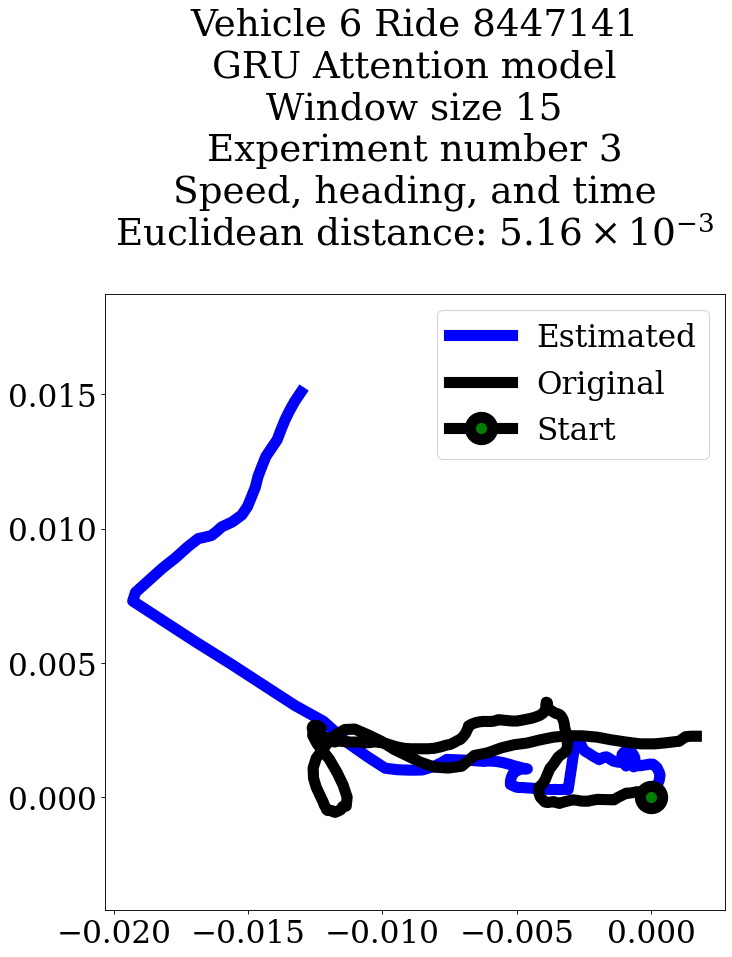 Vehicle 6 Ride 8447141
GRU Attention model
Window size 15
Experiment number 3
Speed, heading, and time
Euclidean distance: 5.16 × 10⁻³
Estimated
Original
Start
0.015
0.010
0.005
0.000
−0.020 −0.015 −0.010 −0.005 0.000